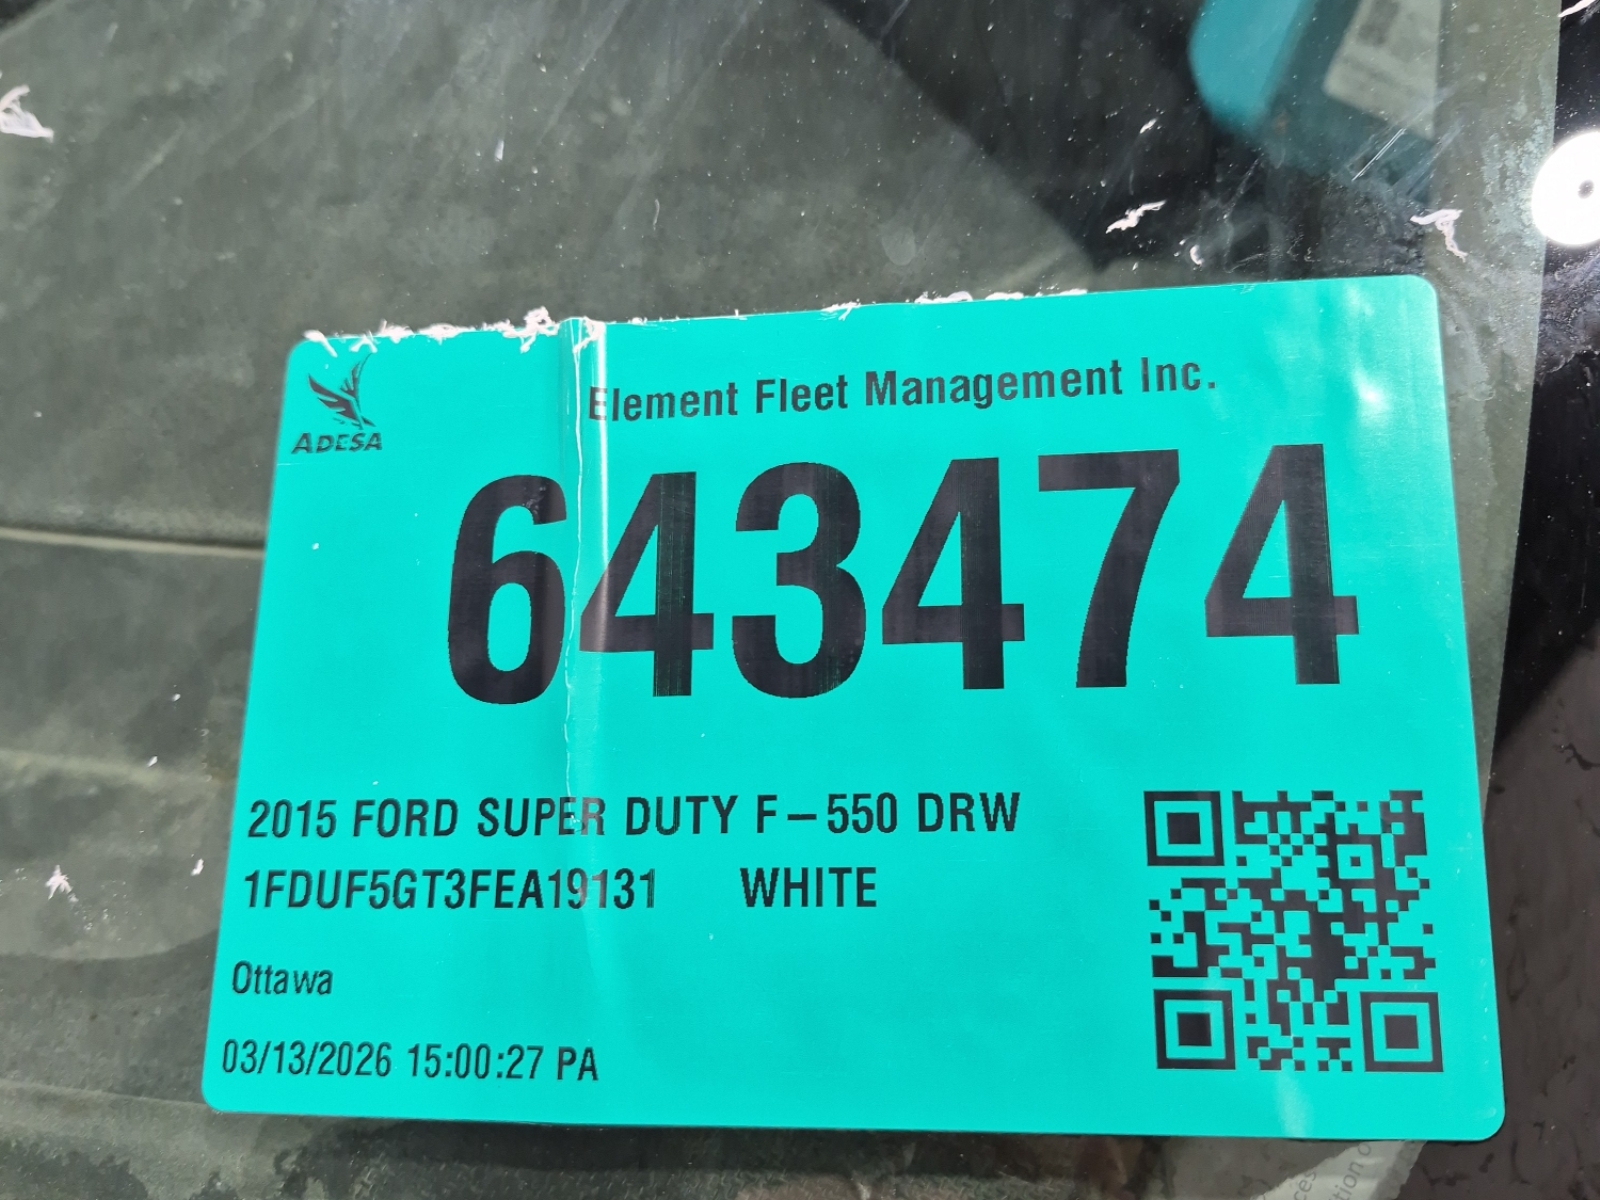 Element Fleet Management Inc.
ADESA
643474
2015 FORD SUPER DUTY F-550 DRW
1FDUF5GT3FEA19131 WHITE
Ottawa
03/13/2026 15:00:27 PA